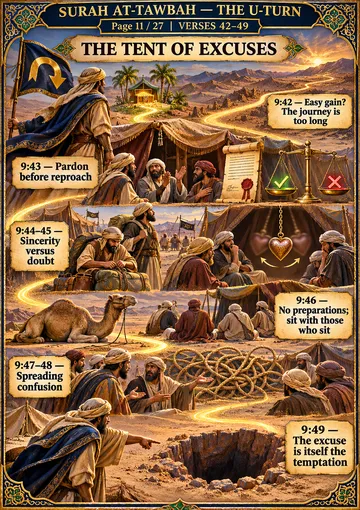 SURAH AT-TAWBAH — THE U-TURN
Page 11 / 27 | VERSES 42–49
THE TENT OF EXCUSES
9:42 — Easy gain?
The journey is
too long
9:43 — Pardon
before reproach
9:44–45 —
Sincerity
versus
doubt
9:46 —
No preparations;
sit with those
who sit
9:47–48 —
Spreading
confusion
9:49 —
The excuse
is itself the
temptation